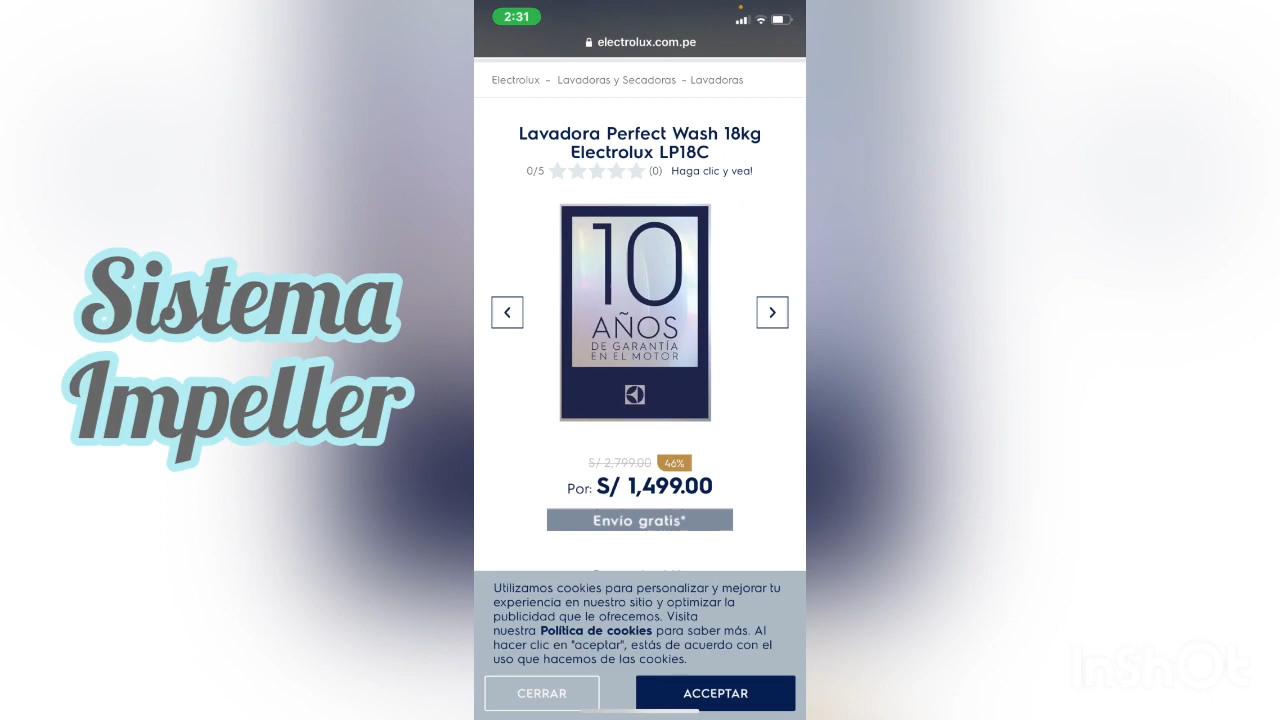 2:31
electrolux.com.pe
Electrolux - Lavadoras y Secadoras - Lavadoras
Lavadora Perfect Wash 18kg
Electrolux LP18C
0/5 (0) Haga clic y vea!
10
AÑOS
DE GARANTÍA
EN EL MOTOR
Sistema
Impeller
S/ 2,799.00 46%
Por: S/ 1,499.00
Envío gratis*
Utilizamos cookies para personalizar y mejorar tu
experiencia en nuestro sitio y optimizar la
publicidad que le ofrecemos. Visita
nuestra Política de cookies para saber más. Al
hacer clic en "aceptar", estás de acuerdo con el
uso que hacemos de las cookies.
CERRAR
ACCEPTAR
InShOt